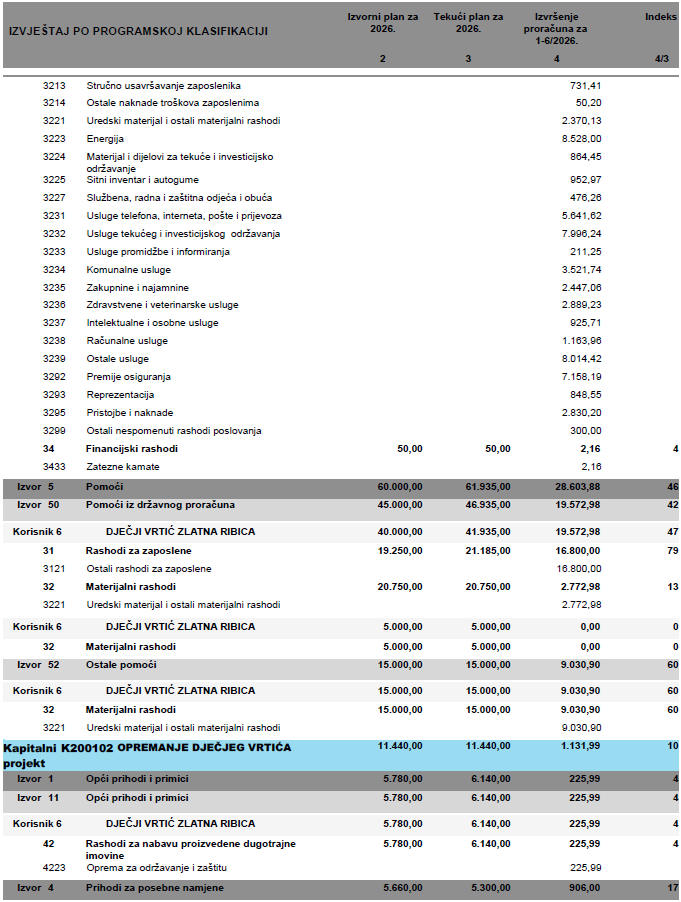 IZVJEŠTAJ PO PROGRAMSKOJ KLASIFIKACIJI Izvorni plan za 2026. Tekući plan za 2026. Izvršenje proračuna za 1-6/2026. Indeks
2 3 4 4/3
3213 Stručno usavršavanje zaposlenika 731,41
3214 Ostale naknade troškova zaposlenima 50,20
3221 Uredski materijal i ostali materijalni rashodi 2.370,13
3223 Energija 8.528,00
3224 Materijal i dijelovi za tekuće i investicijsko 864,45
održavanje
3225 Sitni inventar i autogume 952,97
3227 Službena, radna i zaštitna odjeća i obuća 476,26
3231 Usluge telefona, interneta, pošte i prijevoza 5.641,62
3232 Usluge tekućeg i investicijskog održavanja 7.996,24
3233 Usluge promidžbe i informiranja 211,25
3234 Komunalne usluge 3.521,74
3235 Zakupnine i najamnine 2.447,06
3236 Zdravstvene i veterinarske usluge 2.889,23
3237 Intelektualne i osobne usluge 925,71
3238 Računalne usluge 1.163,96
3239 Ostale usluge 8.014,42
3292 Premije osiguranja 7.158,19
3293 Reprezentacija 848,55
3295 Pristojbe i naknade 2.830,20
3299 Ostali nespomenuti rashodi poslovanja 300,00
34 Financijski rashodi 50,00 50,00 2,16 4
3433 Zatezne kamate 2,16
Izvor 5 Pomoći 60.000,00 61.935,00 28.603,88 46
Izvor 50 Pomoći iz državnog proračuna 45.000,00 46.935,00 19.572,98 42
Korisnik 6 DJEČJI VRTIĆ ZLATNA RIBICA 40.000,00 41.935,00 19.572,98 47
31 Rashodi za zaposlene 19.250,00 21.185,00 16.800,00 79
3121 Ostali rashodi za zaposlene 16.800,00
32 Materijalni rashodi 20.750,00 20.750,00 2.772,98 13
3221 Uredski materijal i ostali materijalni rashodi 2.772,98
Korisnik 6 DJEČJI VRTIĆ ZLATNA RIBICA 5.000,00 5.000,00 0,00 0
32 Materijalni rashodi 5.000,00 5.000,00 0,00 0
Izvor 52 Ostale pomoći 15.000,00 15.000,00 9.030,90 60
Korisnik 6 DJEČJI VRTIĆ ZLATNA RIBICA 15.000,00 15.000,00 9.030,90 60
32 Materijalni rashodi 15.000,00 15.000,00 9.030,90 60
3221 Uredski materijal i ostali materijalni rashodi 9.030,90
Kapitalni K200102 OPREMANJE DJEČJEG VRTIĆA 11.440,00 11.440,00 1.131,99 10
projekt
Izvor 1 Opći prihodi i primici 5.780,00 6.140,00 225,99 4
Izvor 11 Opći prihodi i primici 5.780,00 6.140,00 225,99 4
Korisnik 6 DJEČJI VRTIĆ ZLATNA RIBICA 5.780,00 6.140,00 225,99 4
42 Rashodi za nabavu proizvedene dugotrajne 5.780,00 6.140,00 225,99 4
imovine
4223 Oprema za održavanje i zaštitu 225,99
Izvor 4 Prihodi za posebne namjene 5.660,00 5.300,00 906,00 17